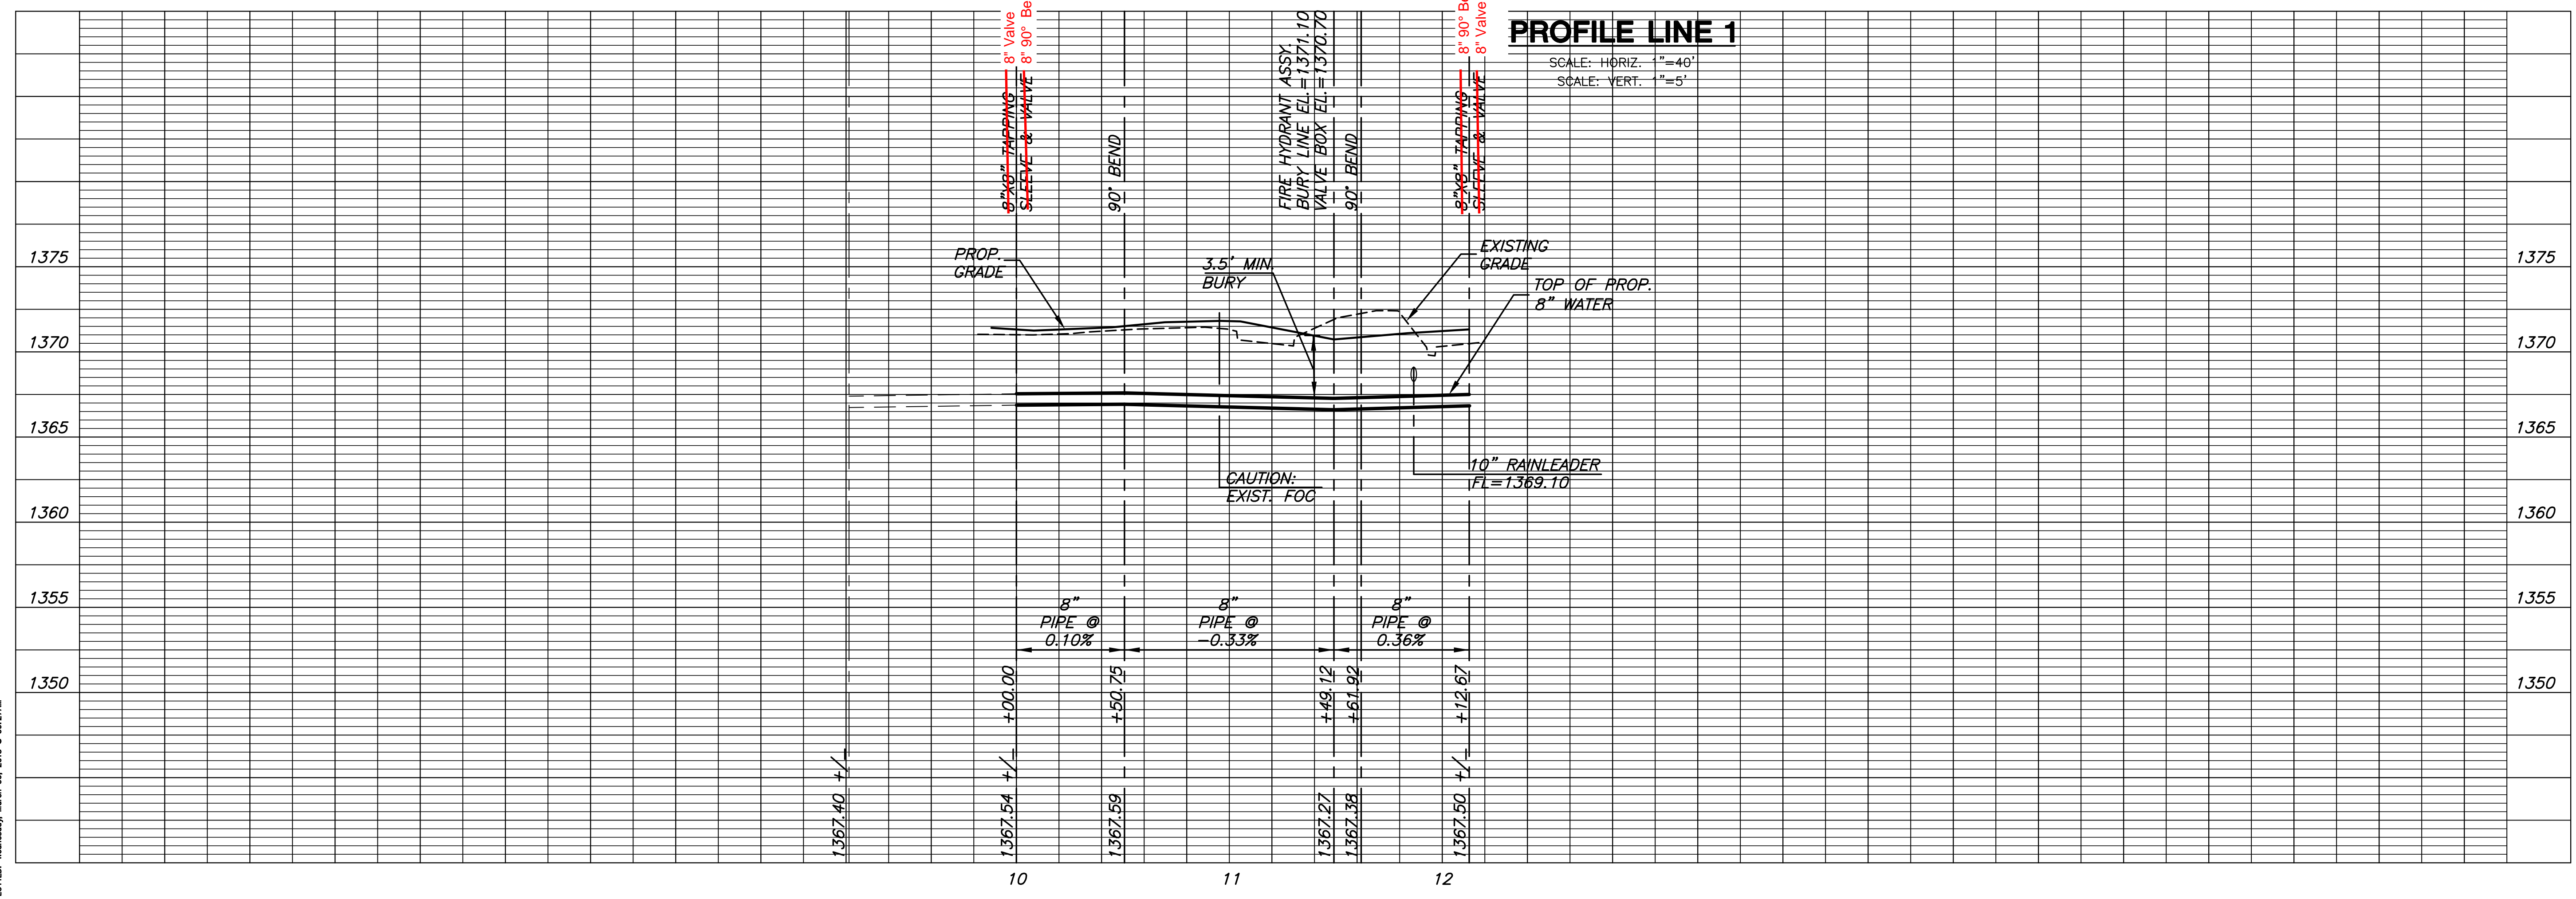 PROFILE LINE 1
SCALE: HORIZ. 1"=40'
SCALE: VERT. 1"=5'
8" Valve
8" 90°
8"X8" TAPPING
SLEEVE & VALVE
90° BEND
FIRE HYDRANT ASSY.
BURY LINE EL.=1371.10
VALVE BOX EL.=1370.70
90° BEND
8" 90°
8" Valve
8"X8" TAPPING
SLEEVE & VALVE
1375
1370
1365
1360
1355
1350
PROP.
GRADE
3.5' MIN.
BURY
EXISTING
GRADE
TOP OF PROP.
8" WATER
CAUTION:
EXIST. FOC
10" RAINLEADER
FL=1369.10
8"
PIPE @
0.10%
8"
PIPE @
-0.33%
8"
PIPE @
0.36%
+00.00
+50.75
+49.12
+61.92
+12.67
1367.40 +/-
1367.54 +/-
1367.59
1367.27
1367.38
1367.50 +/-
10
11
12
1375
1370
1365
1360
1355
1350